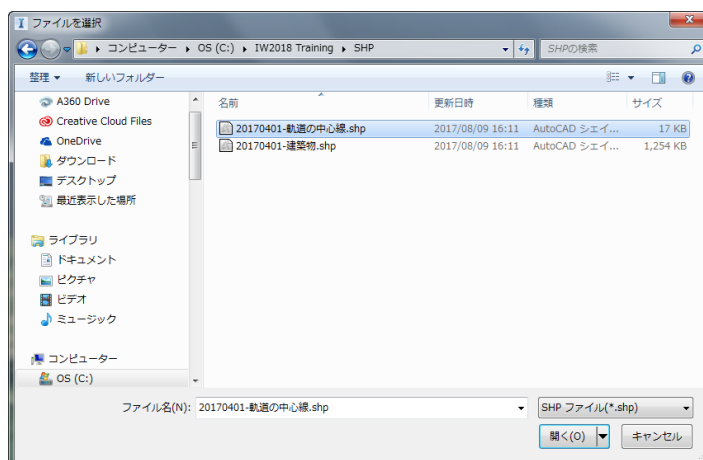 ファイルを選択
コンピューター ▸ OS (C:) ▸ IW2018 Training ▸ SHP
SHPの検索
整理 新しいフォルダー
A360 Drive
Creative Cloud Files
OneDrive
ダウンロード
デスクトップ
最近表示した場所
ライブラリ
ドキュメント
ピクチャ
ビデオ
ミュージック
コンピューター
OS (C:)
名前 更新日時 種類 サイズ
20170401-軌道の中心線.shp 2017/08/09 16:11 AutoCAD シェイ... 17 KB
20170401-建築物.shp 2017/08/09 16:11 AutoCAD シェイ... 1,254 KB
ファイル名(N): 20170401-軌道の中心線.shp SHP ファイル(*.shp)
開く(O) キャンセル